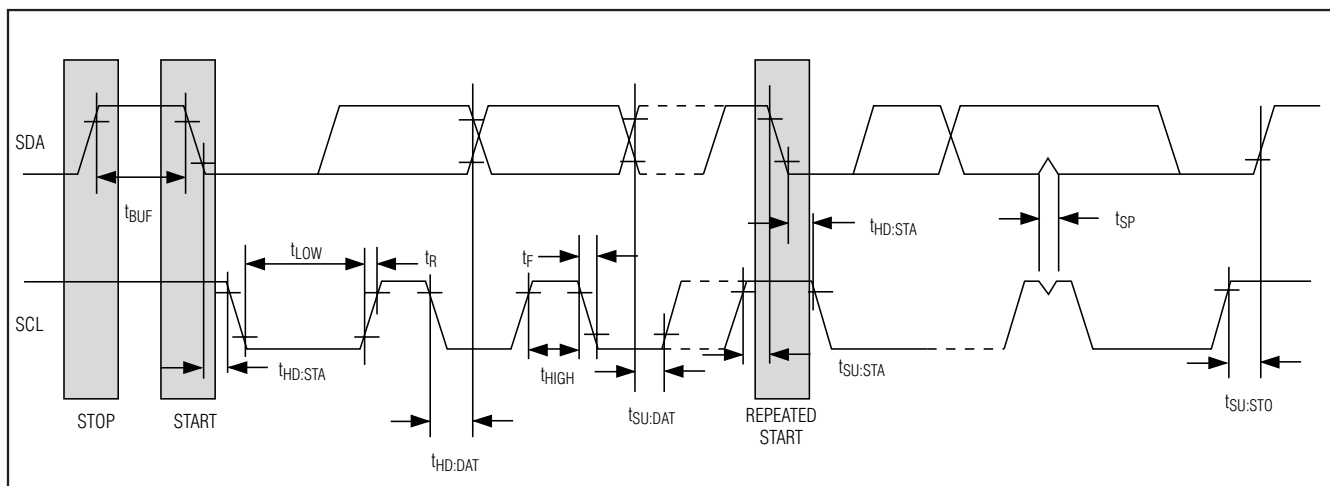 SDA
tBUF
tHD:STA
tSP
tLOW
tR
tF
SCL
tHD:STA
tHIGH
tSU:STA
tSU:DAT
tSU:STO
STOP
START
REPEATED
START
tHD:DAT